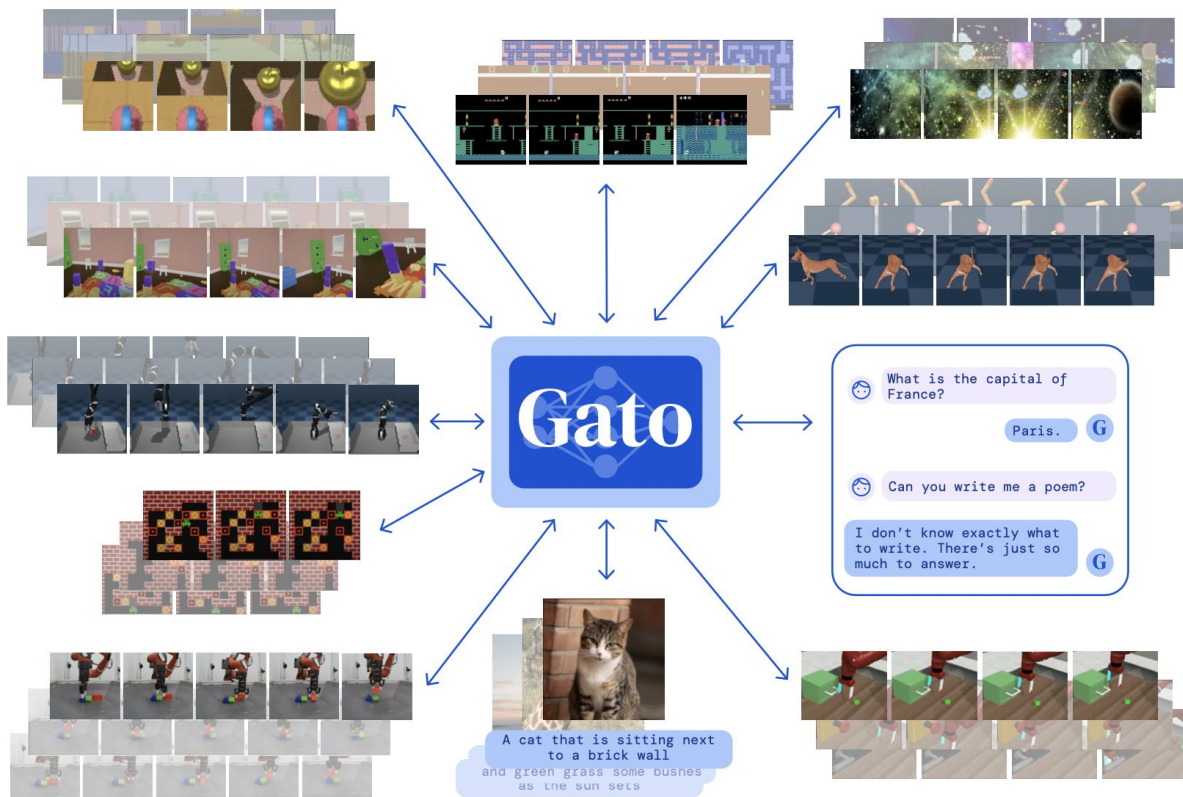 Gato
What is the capital of
France?
Paris.
G
Can you write me a poem?
I don't know exactly what
to write. There's just so
much to answer.
G
A cat that is sitting next
to a brick wall
and green grass some bushes
as the sun sets